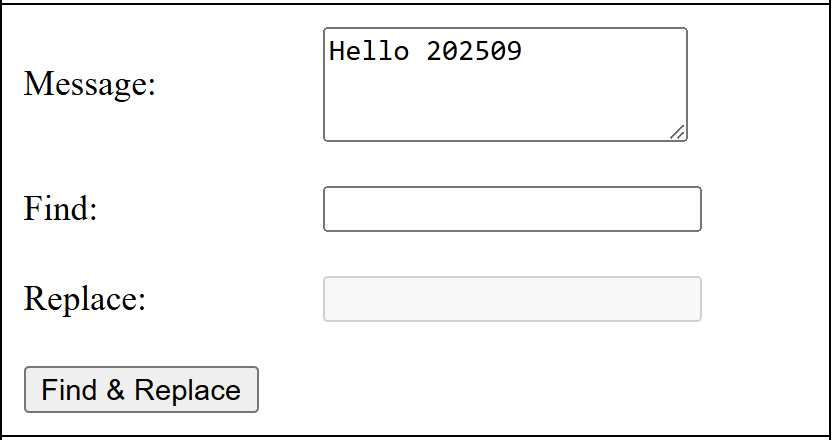 Message:
Hello 202509
Find:
Replace:
Find & Replace